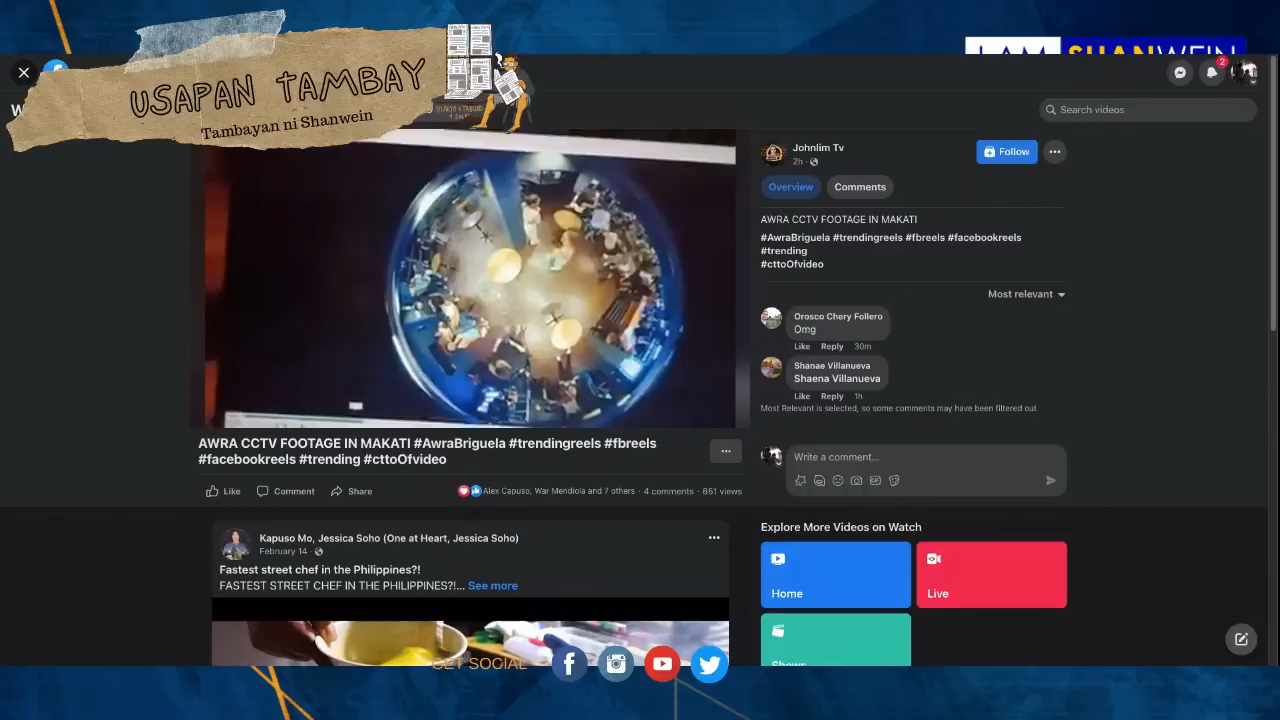 I AM SHANWEIN
USAPAN TAMBAY
Tambayan ni Shanwein
2
Search videos
Johnlim Tv
2h
Follow
Overview
Comments
AWRA CCTV FOOTAGE IN MAKATI
#AwraBriguela #trendingreels #fbreels #facebookreels
#trending
#cttoOfvideo
Most relevant
Orosco Chery Follero
Omg
Like Reply 30m
Shanae Villanueva
Shaena Villanueva
Like Reply 1h
Most Relevant is selected, so some comments may have been filtered out.
Write a comment...
AWRA CCTV FOOTAGE IN MAKATI #AwraBriguela #trendingreels #fbreels
#facebookreels #trending #cttoOfvideo
Like Comment Share
Alex Capuso, War Mendiola and 7 others · 4 comments · 651 views
Kapuso Mo, Jessica Soho (One at Heart, Jessica Soho)
February 14
Fastest street chef in the Philippines?!
FASTEST STREET CHEF IN THE PHILIPPINES?!... See more
Explore More Videos on Watch
Home
Live
Shows
GET SOCIAL